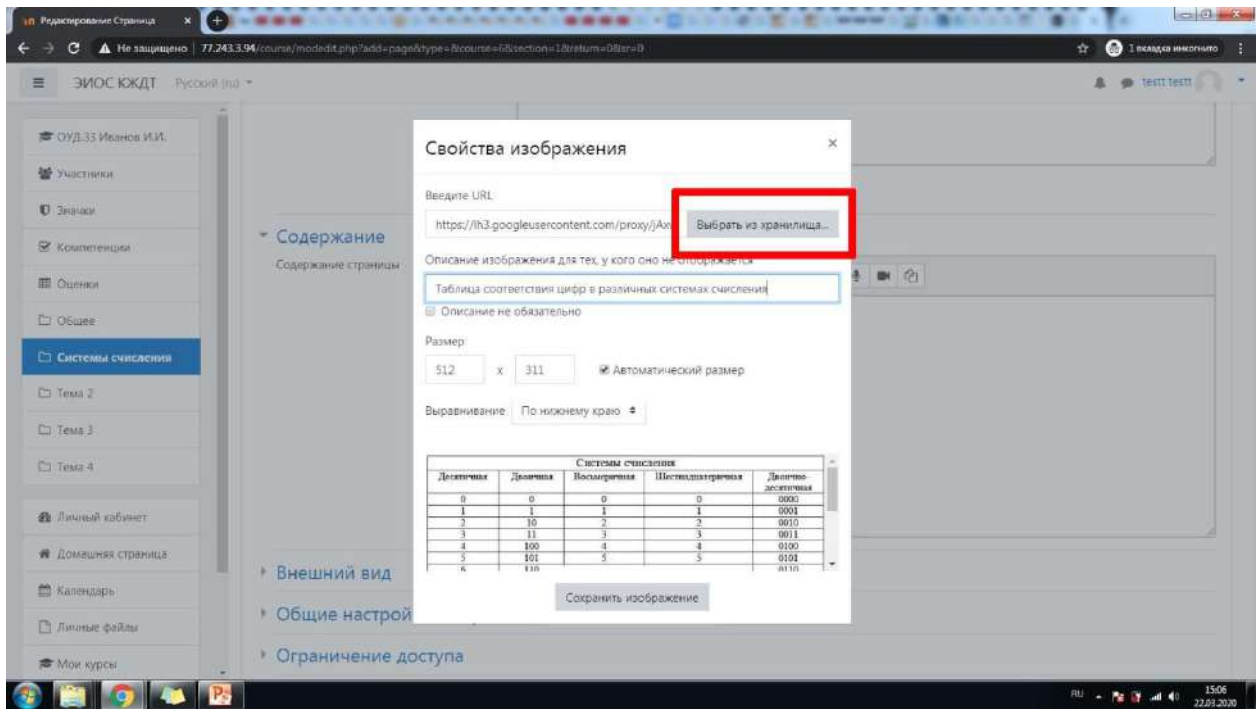 Редактирование Страница ×
Не защищено 77.243.3.94/course/modedit.php?add=page&type=&course=6&section=1&return=0&sr=0 1 вкладка инкогнито
ЭИОС КЖДТ Русский (ru) testt testt
ОУД.33 Иванов И.И.
Участники
Значки
Компетенции
Оценки
Общее
Системы счисления
Тема 2
Тема 3
Тема 4
Личный кабинет
Домашняя страница
Календарь
Личные файлы
Мои курсы
Содержание
Содержание страницы
Внешний вид
Общие настрой
Ограничение доступа
Свойства изображения ×
Введите URL
https://lh3.googleusercontent.com/proxy/jAx Выбрать из хранилища...
Описание изображения для тех, у кого оно не отображается
Таблица соответствия цифр в различных системах счисления
Описание не обязательно
Размер
512 x 311 Автоматический размер
Выравнивание По нижнему краю
Системы счисления
Десятичная Двоичная Восьмеричная Шестнадцатеричная Двоично-
десятичная
0 0 0 0 0000
1 1 1 1 0001
2 10 2 2 0010
3 11 3 3 0011
4 100 4 4 0100
5 101 5 5 0101
6 110 0110
Сохранить изображение
RU 15:06
22.03.2020